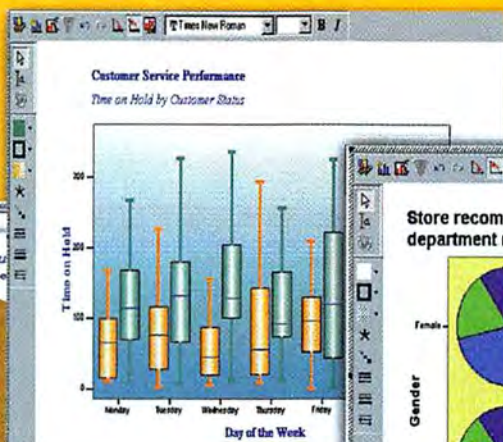 Times New Roman
B I
Customer Service Performance
Time on Hold by Customer Status
Time on Hold
300
200
100
0
Monday Tuesday Wednesday Thursday Friday
Day of the Week
Store recom
department
Female
Gender